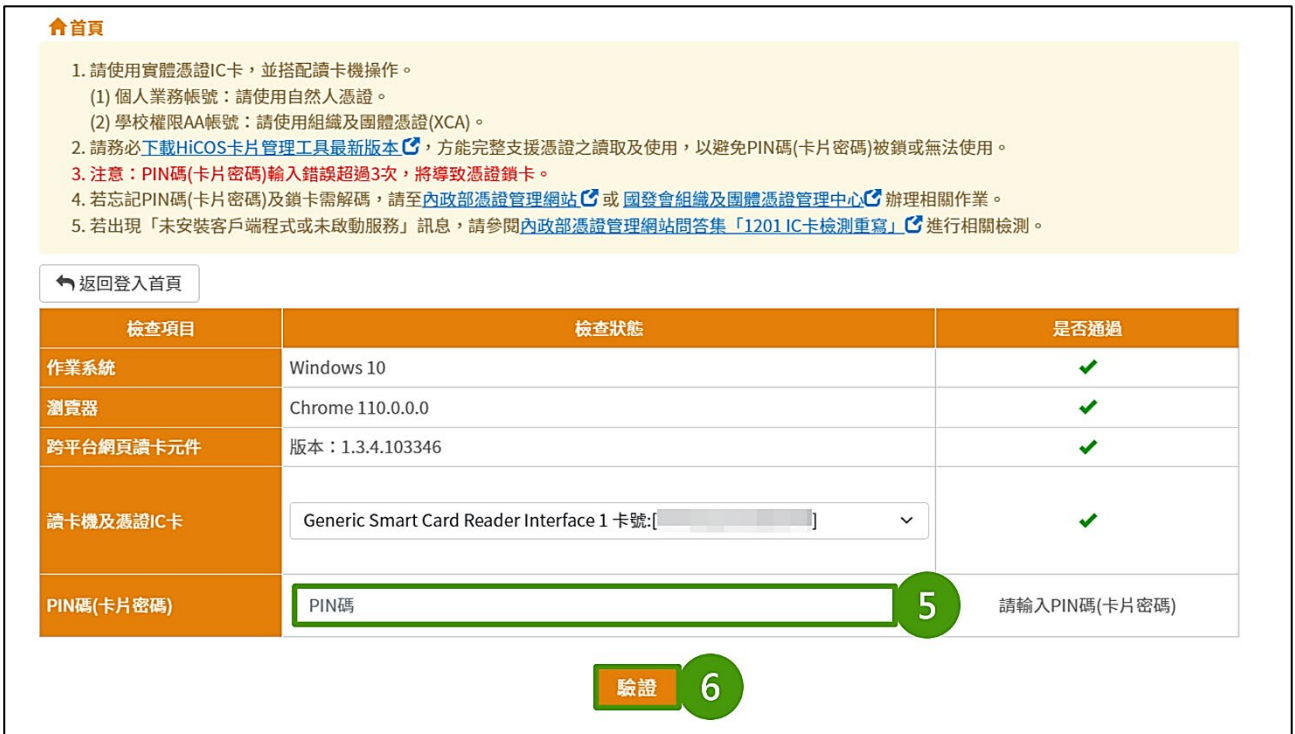 首頁
1. 請使用實體憑證IC卡，並搭配讀卡機操作。
(1) 個人業務帳號：請使用自然人憑證。
(2) 學校權限AA帳號：請使用組織及團體憑證(XCA)。
2. 請務必下載HiCOS卡片管理工具最新版本，方能完整支援憑證之讀取及使用，以避免PIN碼(卡片密碼)被鎖或無法使用。
3. 注意：PIN碼(卡片密碼)輸入錯誤超過3次，將導致憑證鎖卡。
4. 若忘記PIN碼(卡片密碼)及鎖卡需解碼，請至內政部憑證管理網站 或 國發會組織及團體憑證管理中心 辦理相關作業。
5. 若出現「未安裝客戶端程式或未啟動服務」訊息，請參閱內政部憑證管理網站問答集「1201 IC卡檢測重寫」 進行相關檢測。
返回登入首頁
檢查項目 檢查狀態 是否通過
作業系統 Windows 10 ✔
瀏覽器 Chrome 110.0.0.0 ✔
跨平台網頁讀卡元件 版本：1.3.4.103346 ✔
讀卡機及憑證IC卡 Generic Smart Card Reader Interface 1 卡號:[ ] ✔
PIN碼(卡片密碼) PIN碼 5 請輸入PIN碼(卡片密碼)
驗證 6